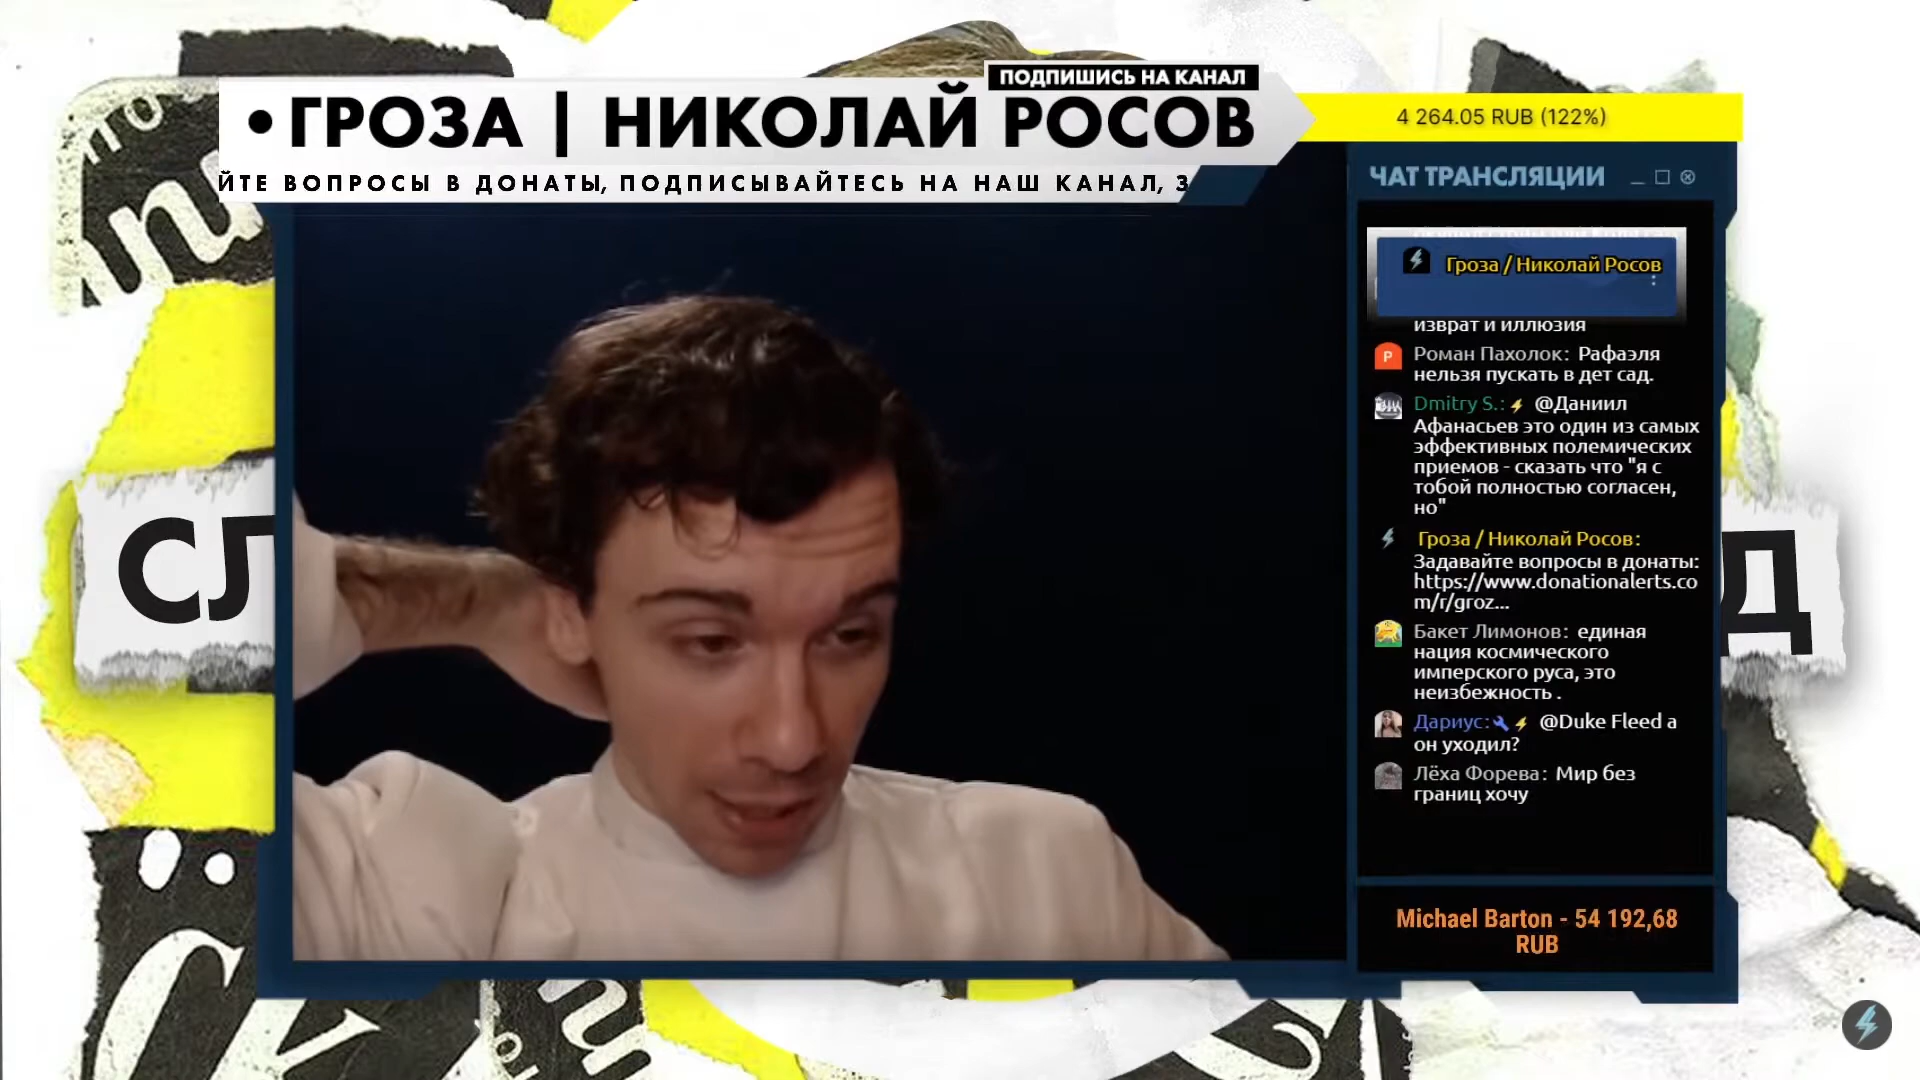 ПОДПИШИСЬ НА КАНАЛ
• ГРОЗА | НИКОЛАЙ РОСОВ
4 264.05 RUB (122%)
ЙТЕ ВОПРОСЫ В ДОНАТЫ, ПОДПИСЫВАЙТЕСЬ НА НАШ КАНАЛ, З
ЧАТ ТРАНСЛЯЦИИ
Гроза / Николай Росов
изврат и иллюзия
Роман Пахолок: Рафаэля
нельзя пускать в дет сад.
Dmitry S.:⚡ @Даниил
Афанасьев это один из самых
эффективных полемических
приемов - сказать что "я с
тобой полностью согласен,
но"
Гроза / Николай Росов:
Задавайте вопросы в донаты:
https://www.donationalerts.co
m/r/groz...
Бакет Лимонов: единая
нация космического
имперского руса, это
неизбежность .
Дариус:🔧⚡ @Duke Fleed а
он уходил?
Лёха Форева: Мир без
границ хочу
Michael Barton - 54 192,68
RUB
СЛ
Д